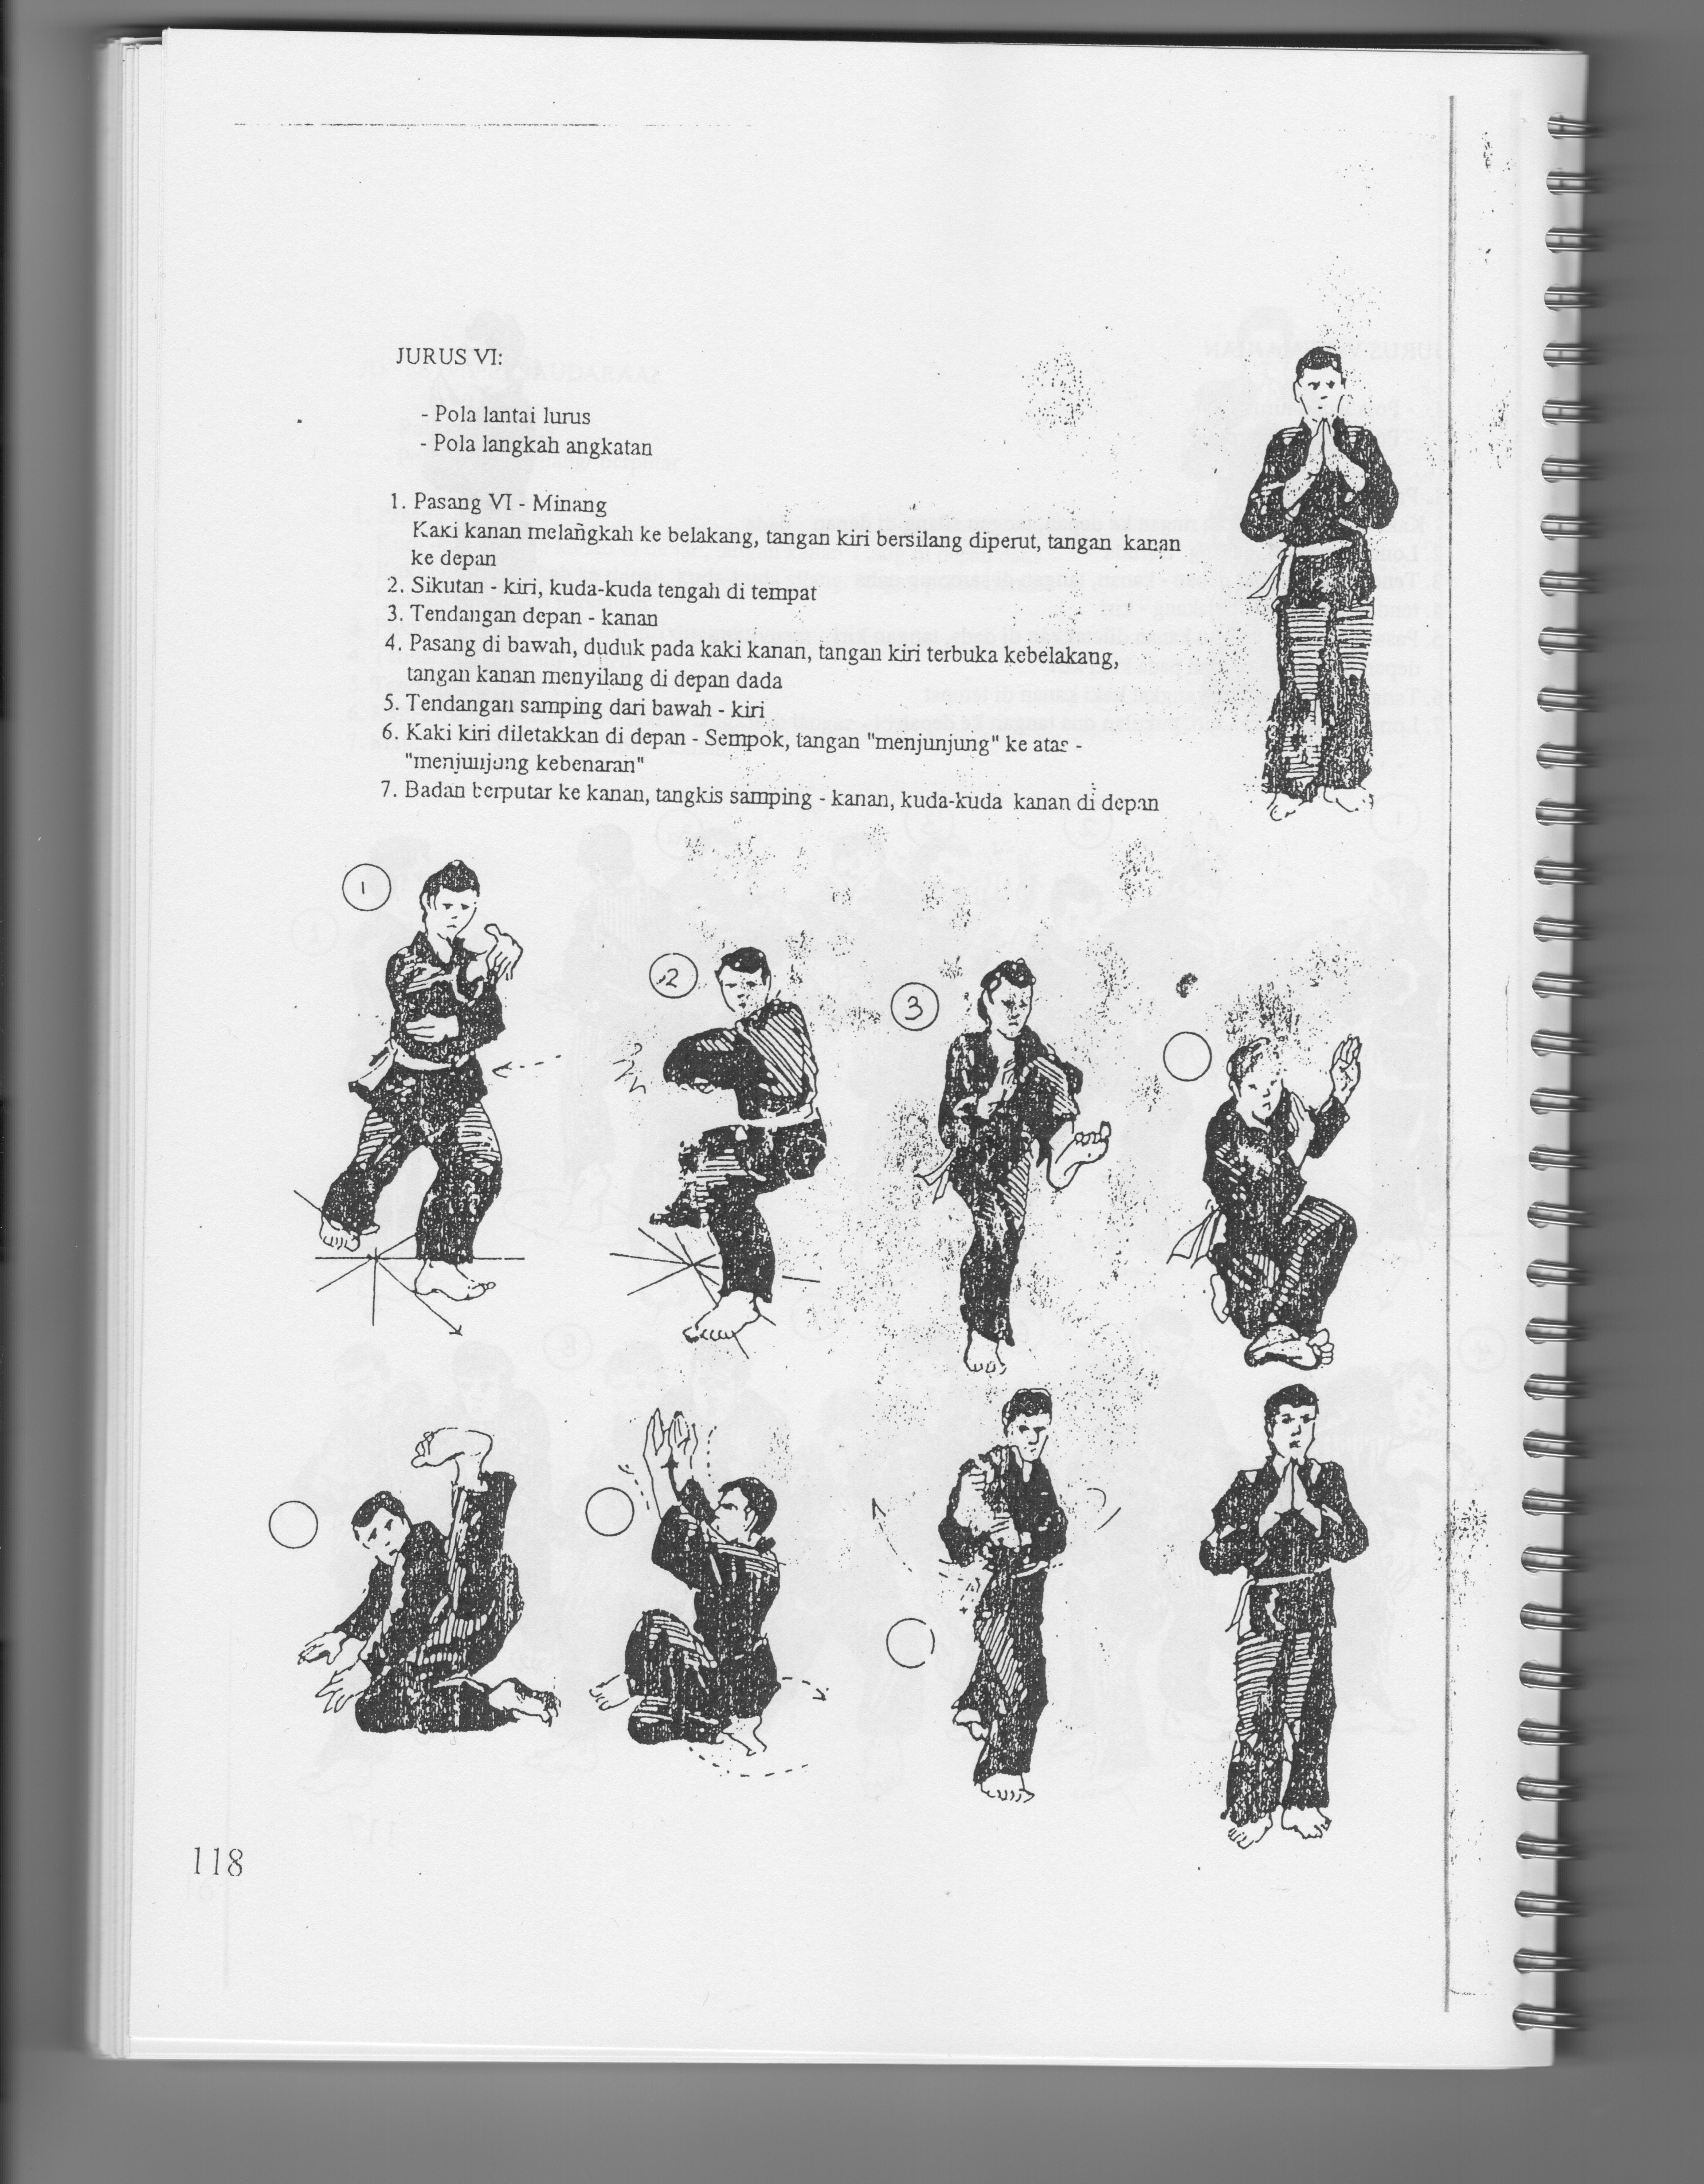 JURUS VI:
- Pola lantai lurus
- Pola langkah angkatan
1. Pasang VI - Minang
Kaki kanan melangkah ke belakang, tangan kiri bersilang diperut, tangan kanan
ke depan
2. Sikutan - kiri, kuda-kuda tengah di tempat
3. Tendangan depan - kanan
4. Pasang di bawah, duduk pada kaki kanan, tangan kiri terbuka kebelakang,
tangan kanan menyilang di depan dada
5. Tendangan samping dari bawah - kiri
6. Kaki kiri diletakkan di depan - Sempok, tangan "menjunjung" ke atas -
"menjunjung kebenaran"
7. Badan berputar ke kanan, tangkis samping - kanan, kuda-kuda kanan di depan
1
2
3
118